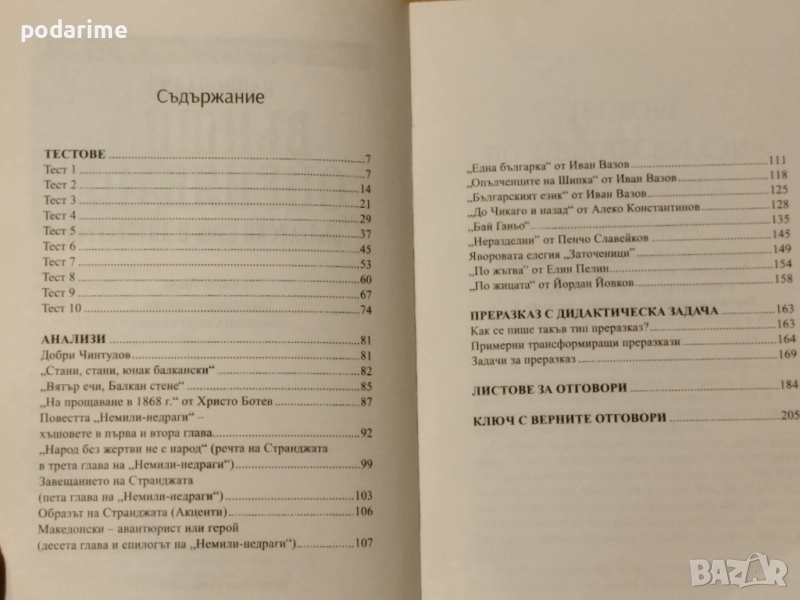 podarime
Съдържание
ТЕСТОВЕ 7
Тест 1 7
Тест 2 14
Тест 3 21
Тест 4 29
Тест 5 37
Тест 6 45
Тест 7 53
Тест 8 60
Тест 9 67
Тест 10 74
АНАЛИЗИ 81
Добри Чинтулов 81
„Стани, стани, юнак балкански“ 82
„Вятър ечи, Балкан стене“ 85
„На прощаване в 1868 г.“ от Христо Ботев 87
Повестта „Немили-недраги“ –
хъшовете в първа и втора глава 92
„Народ без жертви не е народ“ (речта на Странджата
в трета глава на „Немили-недраги“) 99
Завещанието на Странджата
(пета глава на „Немили-недраги“) 103
Образът на Странджата (Акценти) 106
Македонски – авантюрист или герой
(десета глава и епилогът на „Немили-недраги“) 107
„Една българка“ от Иван Вазов 111
„Опълченците на Шипка“ от Иван Вазов 118
„Българският език“ от Иван Вазов 125
„До Чикаго и назад“ от Алеко Константинов 128
„Бай Ганьо“ 135
„Неразделни“ от Пенчо Славейков 145
Яворовата елегия „Заточеници“ 149
„По жътва“ от Елин Пелин 154
„По жицата“ от Йордан Йовков 158
ПРЕРАЗКАЗ С ДИДАКТИЧЕСКА ЗАДАЧА 163
Как се пише такъв тип преразказ? 163
Примерни трансформиращи преразкази 164
Задачи за преразказ 169
ЛИСТОВЕ ЗА ОТГОВОРИ 184
КЛЮЧ С ВЕРНИТЕ ОТГОВОРИ 205
BAZAR